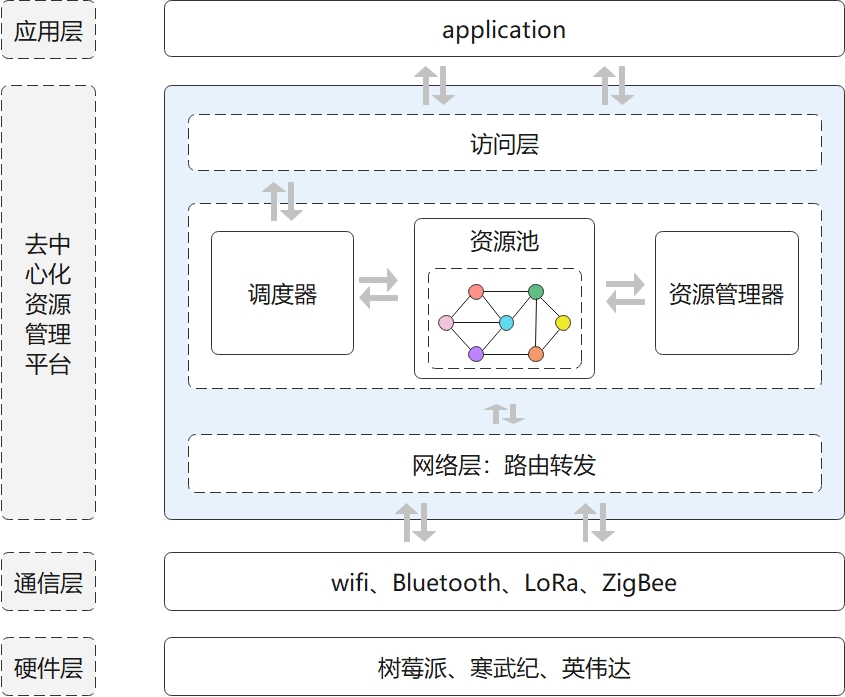 应用层
application
去中
心化
资源
管理
平台
访问层
调度器
资源池
资源管理器
网络层：路由转发
通信层
wifi、Bluetooth、LoRa、ZigBee
硬件层
树莓派、寒武纪、英伟达